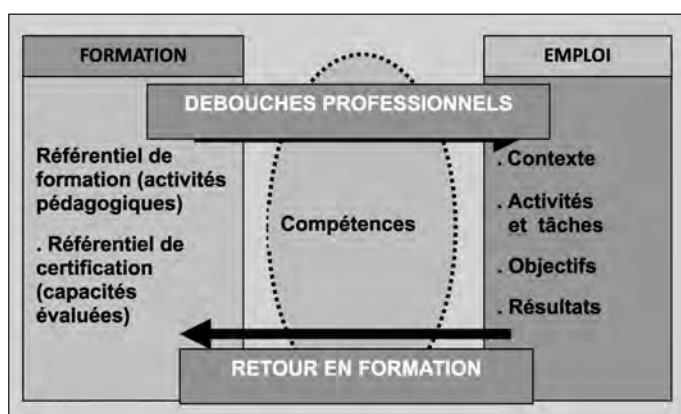 FORMATION
EMPLOI
DEBOUCHES PROFESSIONNELS
Référentiel de
formation (activités
pédagogiques)
. Référentiel de
certification
(capacités
évaluées)
Compétences
. Contexte
. Activités
et tâches
. Objectifs
. Résultats
RETOUR EN FORMATION